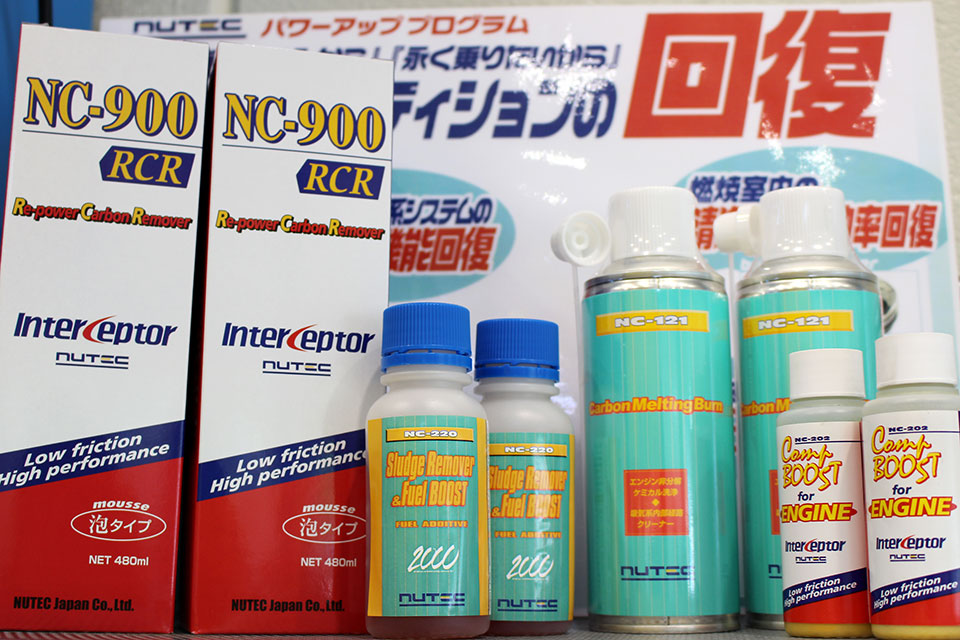 NUTEC パワーアッププログラム
『永く乗りたいから』
ディションの
回復
系システムの
機能回復
燃焼室内の
率回復
NC-900
RCR
Re-power Carbon Remover
Interceptor
NUTEC
Low friction
High performance
mousse
泡タイプ
NET 480ml
NUTEC Japan Co., Ltd.
NC-900
RCR
Re-power Carbon Remover
Interceptor
NUTEC
Low friction
High performance
mousse
泡タイプ
NET 480ml
NUTEC Japan Co., Ltd.
NC-220
Sludge Remover
&Fuel BOOST
FUEL ADDITIVE
2000
NUTEC
NC-220
Sludge Remover
&Fuel BOOST
FUEL ADDITIVE
2000
NUTEC
NC-121
Carbon Melting Burn
エンジン非分解
ケミカル洗浄
吸気系内部経路
クリーナー
NUTEC
NC-121
Carbon Me
NC-202
Comp
BOOST
for
ENGINE
Interceptor
NUTEC
Low friction
High performance
NC-202
Comp
BOOST
for
ENGINE
Interceptor
NUTEC
Low friction
High performance